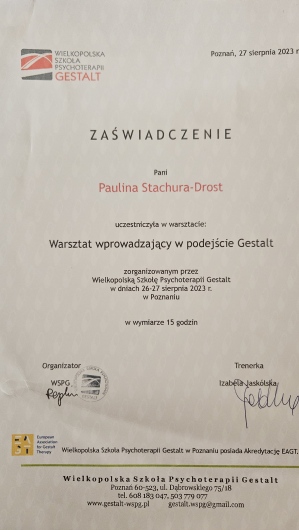 WIELKOPOLSKA
SZKOŁA
PSYCHOTERAPII
GESTALT
Poznań, 27 sierpnia 2023 r
ZAŚWIADCZENIE
Pani
Paulina Stachura-Drost
uczestniczyła w warsztacie:
Warsztat wprowadzający w podejście Gestalt
zorganizowanym przez
Wielkopolską Szkołę Psychoterapii Gestalt
w dniach 26-27 sierpnia 2023 r.
w Poznaniu
w wymiarze 15 godzin
Organizator
Trenerka
WSPG
Izabela Jaskólska
European
Association
for Gestalt
Therapy
Wielkopolska Szkoła Psychoterapii Gestalt w Poznaniu posiada Akredytację EAGT.
Wielkopolska Szkoła Psychoterapii Gestalt
Poznań 60-523, ul. Dąbrowskiego 75/18
tel. 608 183 047, 503 779 077
www.gestalt-wspg.pl gestalt.wspg@gmail.com